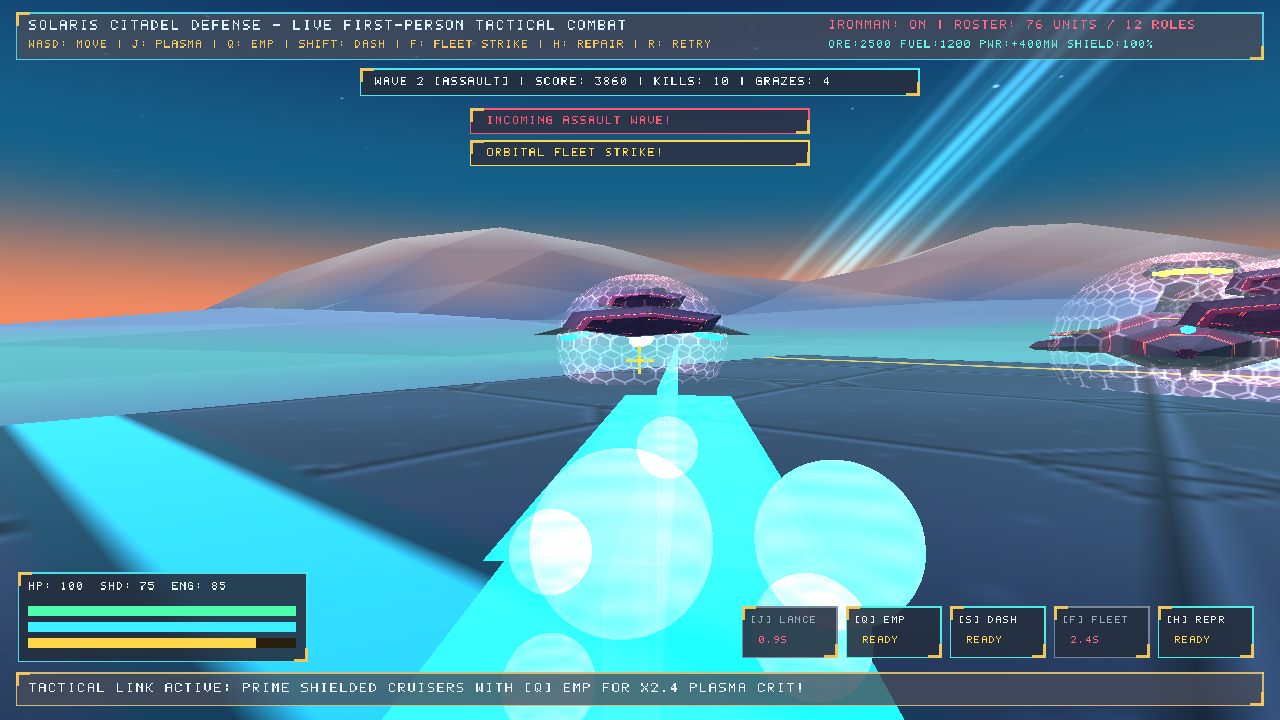 SOLARIS CITADEL DEFENSE - LIVE FIRST-PERSON TACTICAL COMBAT
IRONMAN: ON | ROSTER: 76 UNITS / 12 ROLES
WASD: MOVE | J: PLASMA | Q: EMP | SHIFT: DASH | F: FLEET STRIKE | H: REPAIR | R: RETRY
ORE:2500 FUEL:1200 PWR:+400MW SHIELD:100%
WAVE 2 [ASSAULT] | SCORE: 3860 | KILLS: 10 | GRAZES: 4
INCOMING ASSAULT WAVE!
ORBITAL FLEET STRIKE!
HP: 100 SHD: 75 ENG: 85
[J] LANCE
0.9S
[Q] EMP
READY
[S] DASH
READY
[F] FLEET
2.4S
[H] REPR
READY
TACTICAL LINK ACTIVE: PRIME SHIELDED CRUISERS WITH [Q] EMP FOR X2.4 PLASMA CRIT!